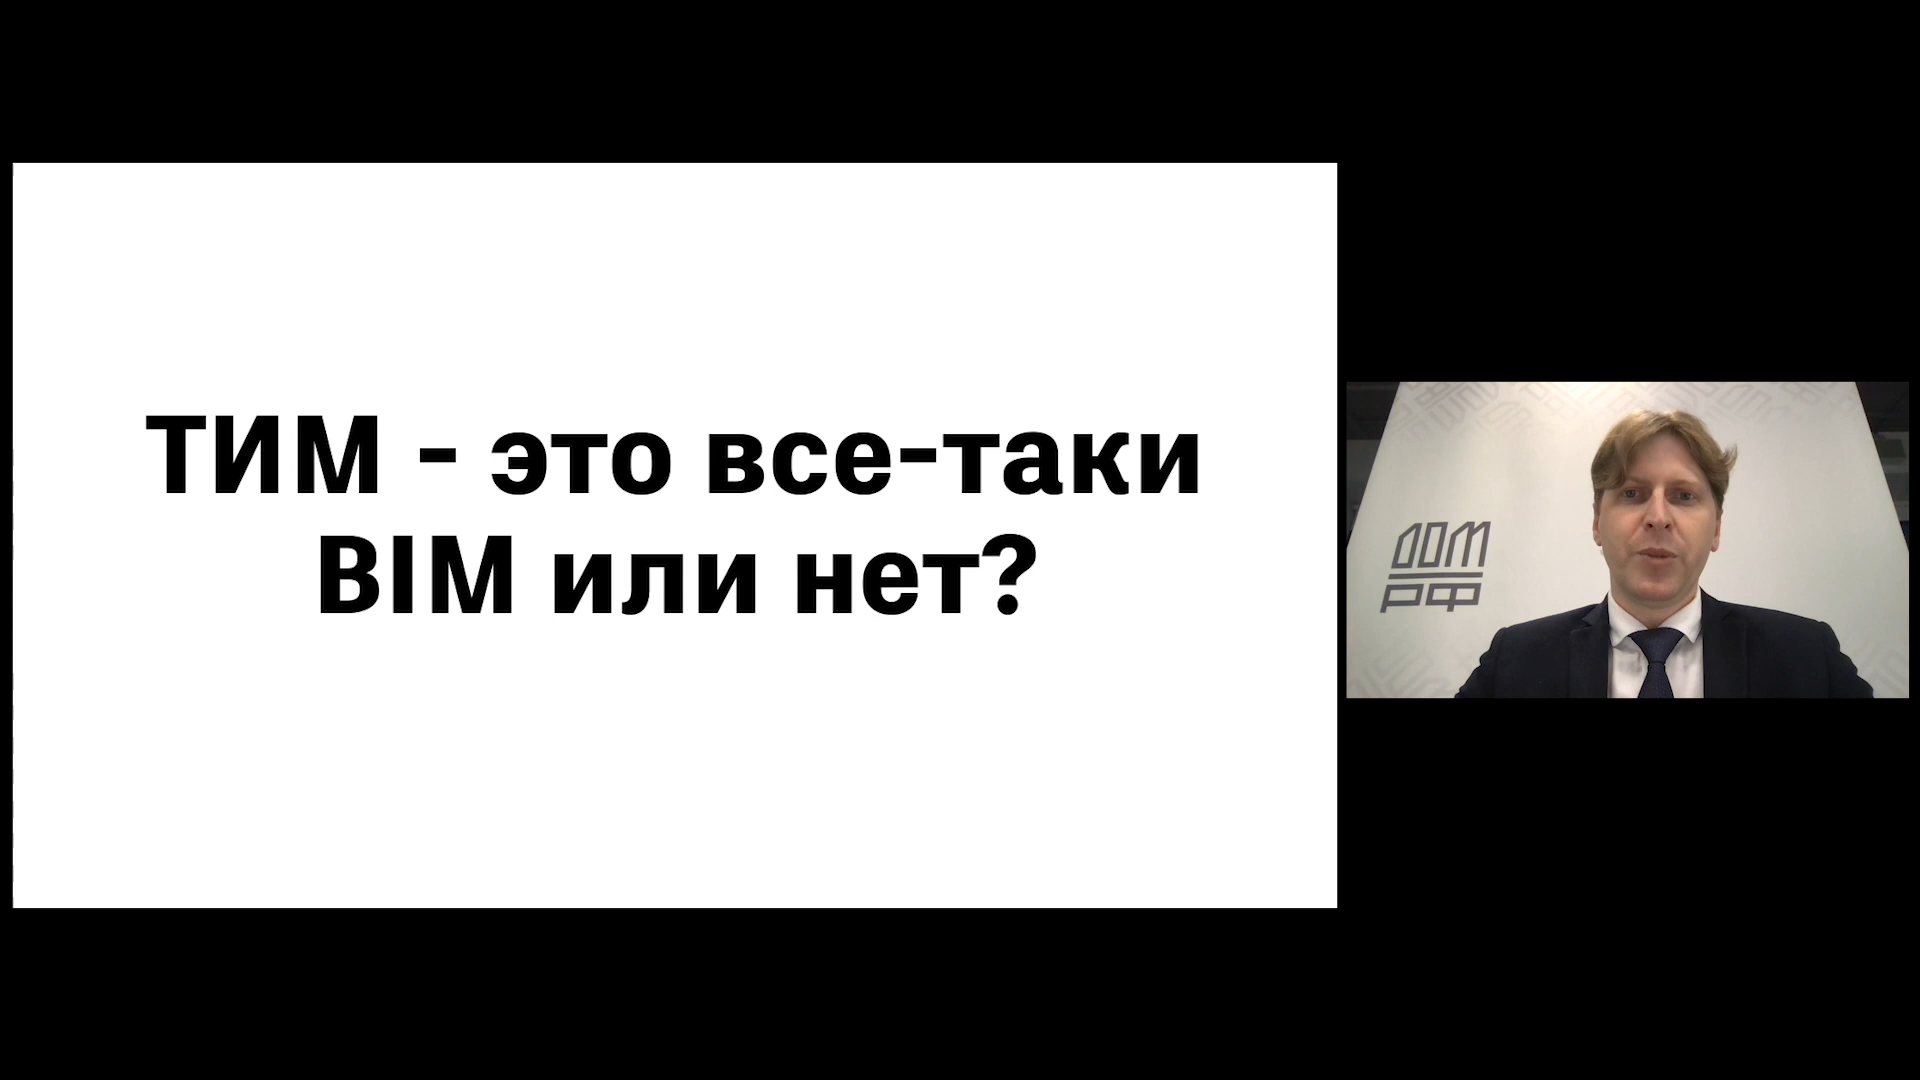 ТИМ - это все-таки
BIM или нет?
ДОМ
РФ